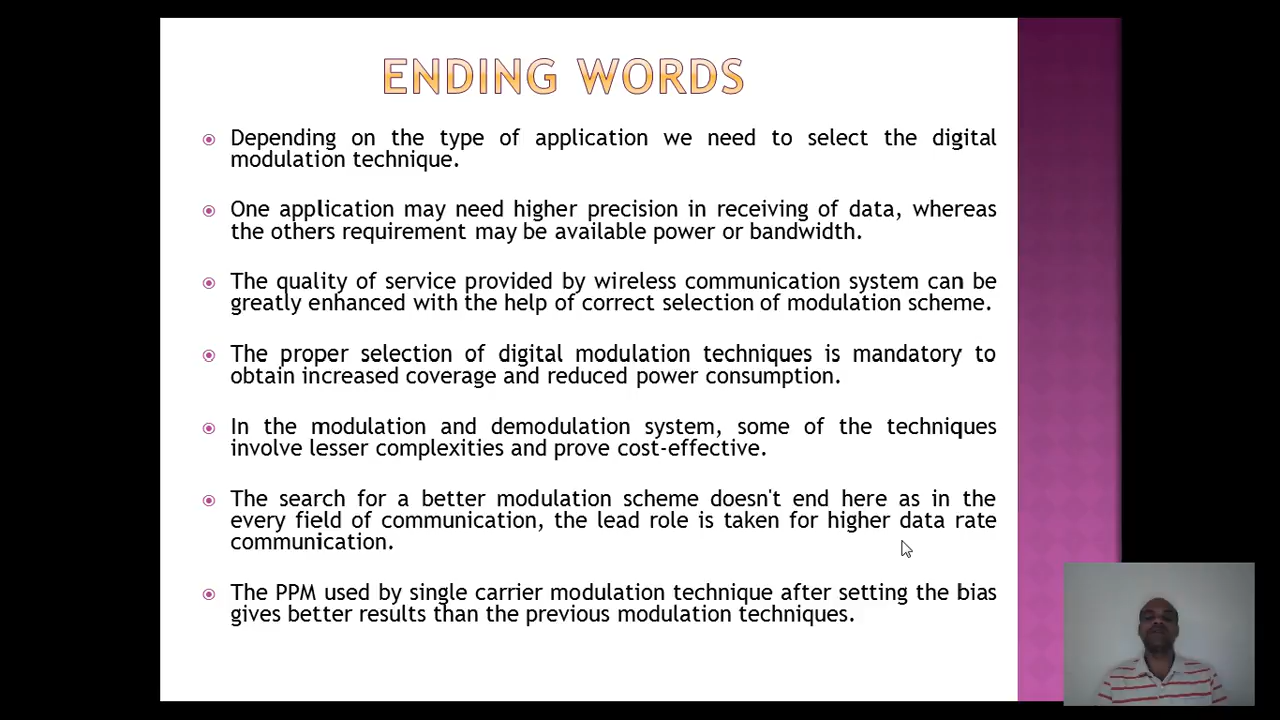 ENDING WORDS
Depending on the type of application we need to select the digital
modulation technique.
One application may need higher precision in receiving of data, whereas
the others requirement may be available power or bandwidth.
The quality of service provided by wireless communication system can be
greatly enhanced with the help of correct selection of modulation scheme.
The proper selection of digital modulation techniques is mandatory to
obtain increased coverage and reduced power consumption.
In the modulation and demodulation system, some of the techniques
involve lesser complexities and prove cost-effective.
The search for a better modulation scheme doesn't end here as in the
every field of communication, the lead role is taken for higher data rate
communication.
The PPM used by single carrier modulation technique after setting the bias
gives better results than the previous modulation techniques.